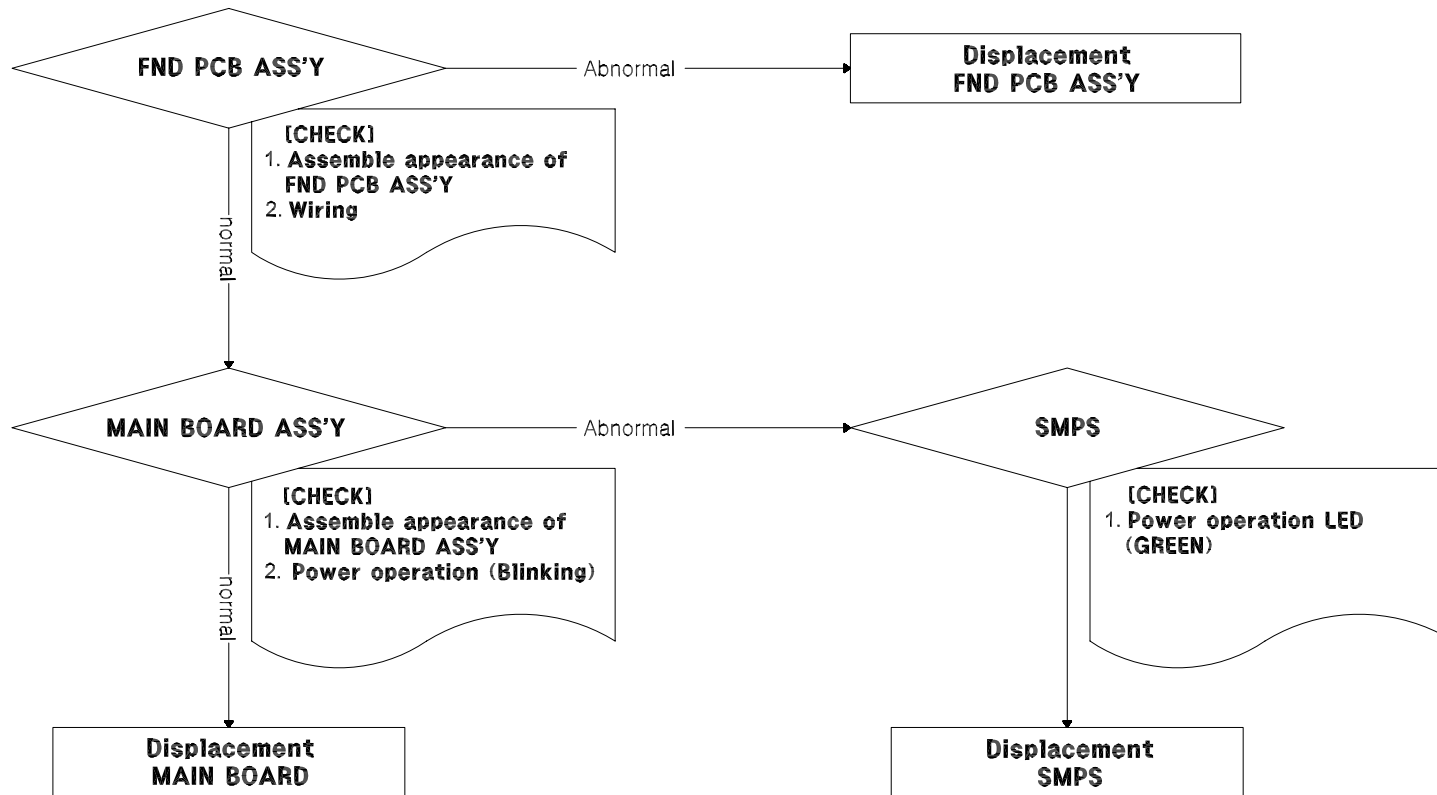 FND PCB ASS'Y
Abnormal
Displacement
FND PCB ASS'Y
[CHECK]
1. Assemble appearance of
FND PCB ASS'Y
2. Wiring
normal
MAIN BOARD ASS'Y
Abnormal
SMPS
[CHECK]
1. Assemble appearance of
MAIN BOARD ASS'Y
2. Power operation (Blinking)
[CHECK]
1. Power operation LED
(GREEN)
normal
Displacement
MAIN BOARD
Displacement
SMPS